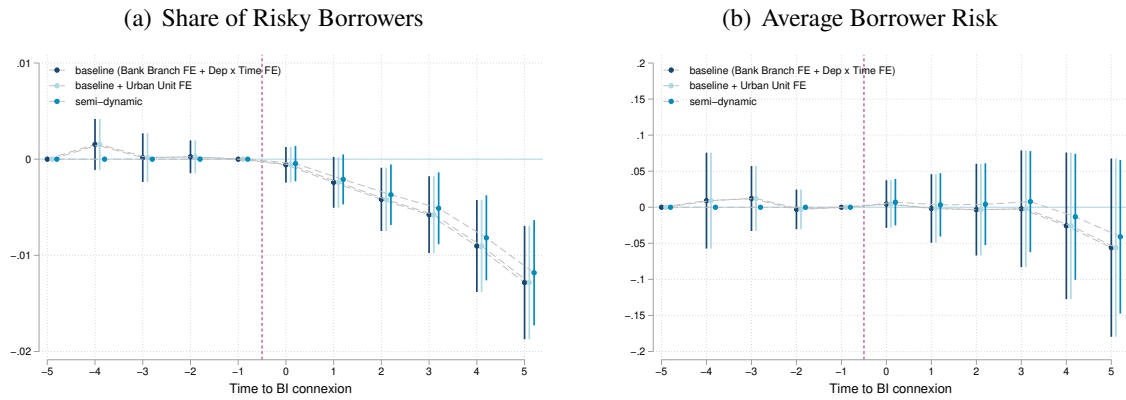 (a) Share of Risky Borrowers
.01
0
-.01
-.02
baseline (Bank Branch FE + Dep x Time FE)
baseline + Urban Unit FE
semi-dynamic
-5 -4 -3 -2 -1 0 1 2 3 4 5
Time to BI connexion
(b) Average Borrower Risk
.2
.15
.1
.05
0
-.05
-.1
-.15
-.2
baseline (Bank Branch FE + Dep x Time FE)
baseline + Urban Unit FE
semi-dynamic
-5 -4 -3 -2 -1 0 1 2 3 4 5
Time to BI connexion